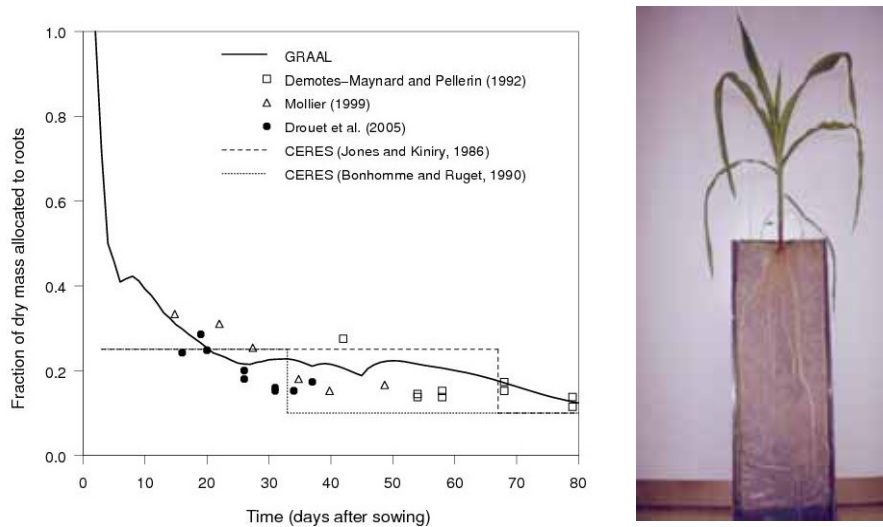 GRAAL
Demotes–Maynard and Pellerin (1992)
Mollier (1999)
Drouet et al. (2005)
CERES (Jones and Kiniry, 1986)
CERES (Bonhomme and Ruget, 1990)
Fraction of dry mass allocated to roots
1.0
0.8
0.6
0.4
0.2
0.0
0 10 20 30 40 50 60 70 80
Time (days after sowing)